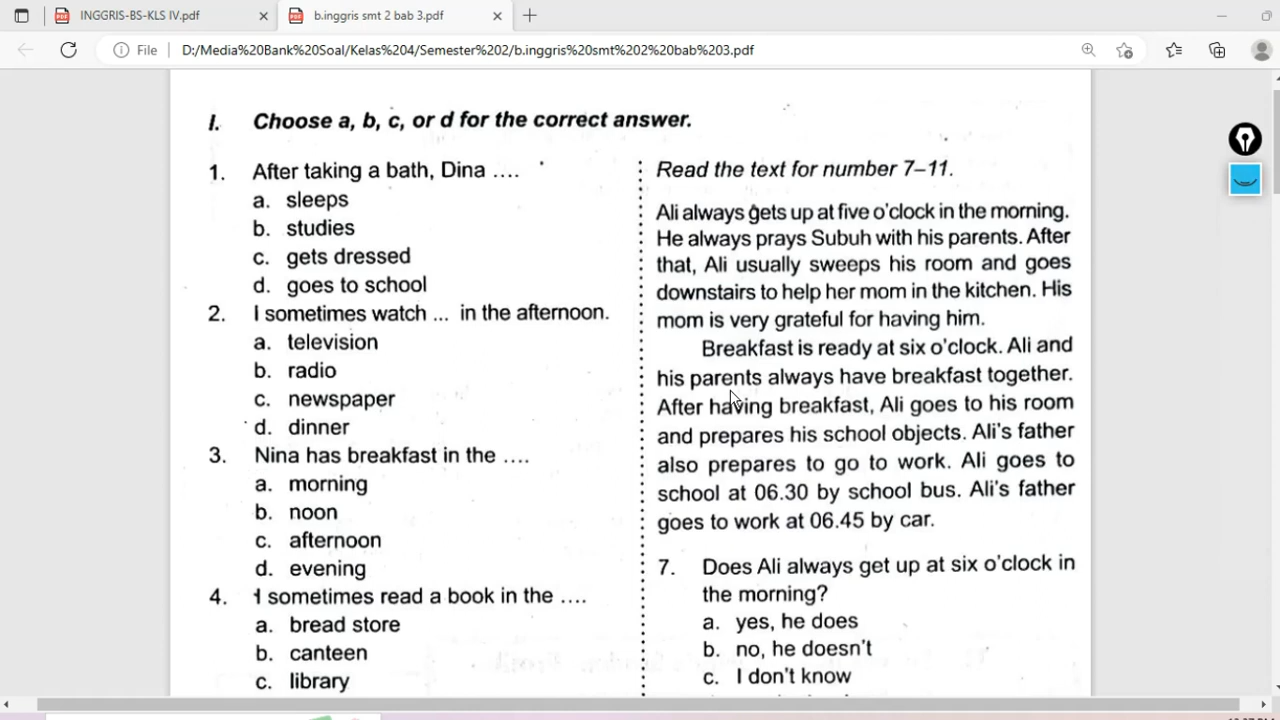 INGGRIS-BS-KLS IV.pdf
b.inggris smt 2 bab 3.pdf
File
D:/Media%20Bank%20Soal/Kelas%204/Semester%202/b.inggris%20smt%202%20bab%203.pdf
I. Choose a, b, c, or d for the correct answer.
1. After taking a bath, Dina ....
a. sleeps
b. studies
c. gets dressed
d. goes to school
2. I sometimes watch ... in the afternoon.
a. television
b. radio
c. newspaper
d. dinner
3. Nina has breakfast in the ....
a. morning
b. noon
c. afternoon
d. evening
4. I sometimes read a book in the ....
a. bread store
b. canteen
c. library
Read the text for number 7–11.
Ali always gets up at five o'clock in the morning.
He always prays Subuh with his parents. After
that, Ali usually sweeps his room and goes
downstairs to help her mom in the kitchen. His
mom is very grateful for having him.
Breakfast is ready at six o'clock. Ali and
his parents always have breakfast together.
After having breakfast, Ali goes to his room
and prepares his school objects. Ali's father
also prepares to go to work. Ali goes to
school at 06.30 by school bus. Ali's father
goes to work at 06.45 by car.
7. Does Ali always get up at six o'clock in
the morning?
a. yes, he does
b. no, he doesn't
c. I don't know